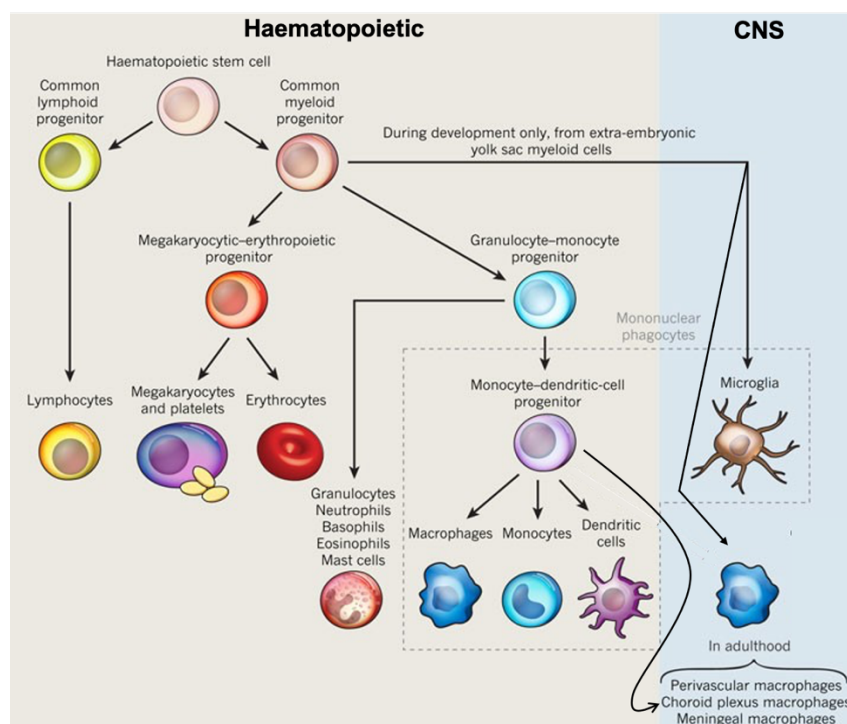 Haematopoietic
CNS
Haematopoietic stem cell
Common
lymphoid
progenitor
Common
myeloid
progenitor
During development only, from extra-embryonic
yolk sac myeloid cells
Megakaryocytic–erythropoietic
progenitor
Granulocyte–monocyte
progenitor
Mononuclear
phagocytes
Lymphocytes
Megakaryocytes
and platelets
Erythrocytes
Monocyte–dendritic-cell
progenitor
Microglia
Granulocytes
Neutrophils
Basophils
Eosinophils
Mast cells
Macrophages
Monocytes
Dendritic
cells
In adulthood
Perivascular macrophages
Choroid plexus macrophages
Meningeal macrophages